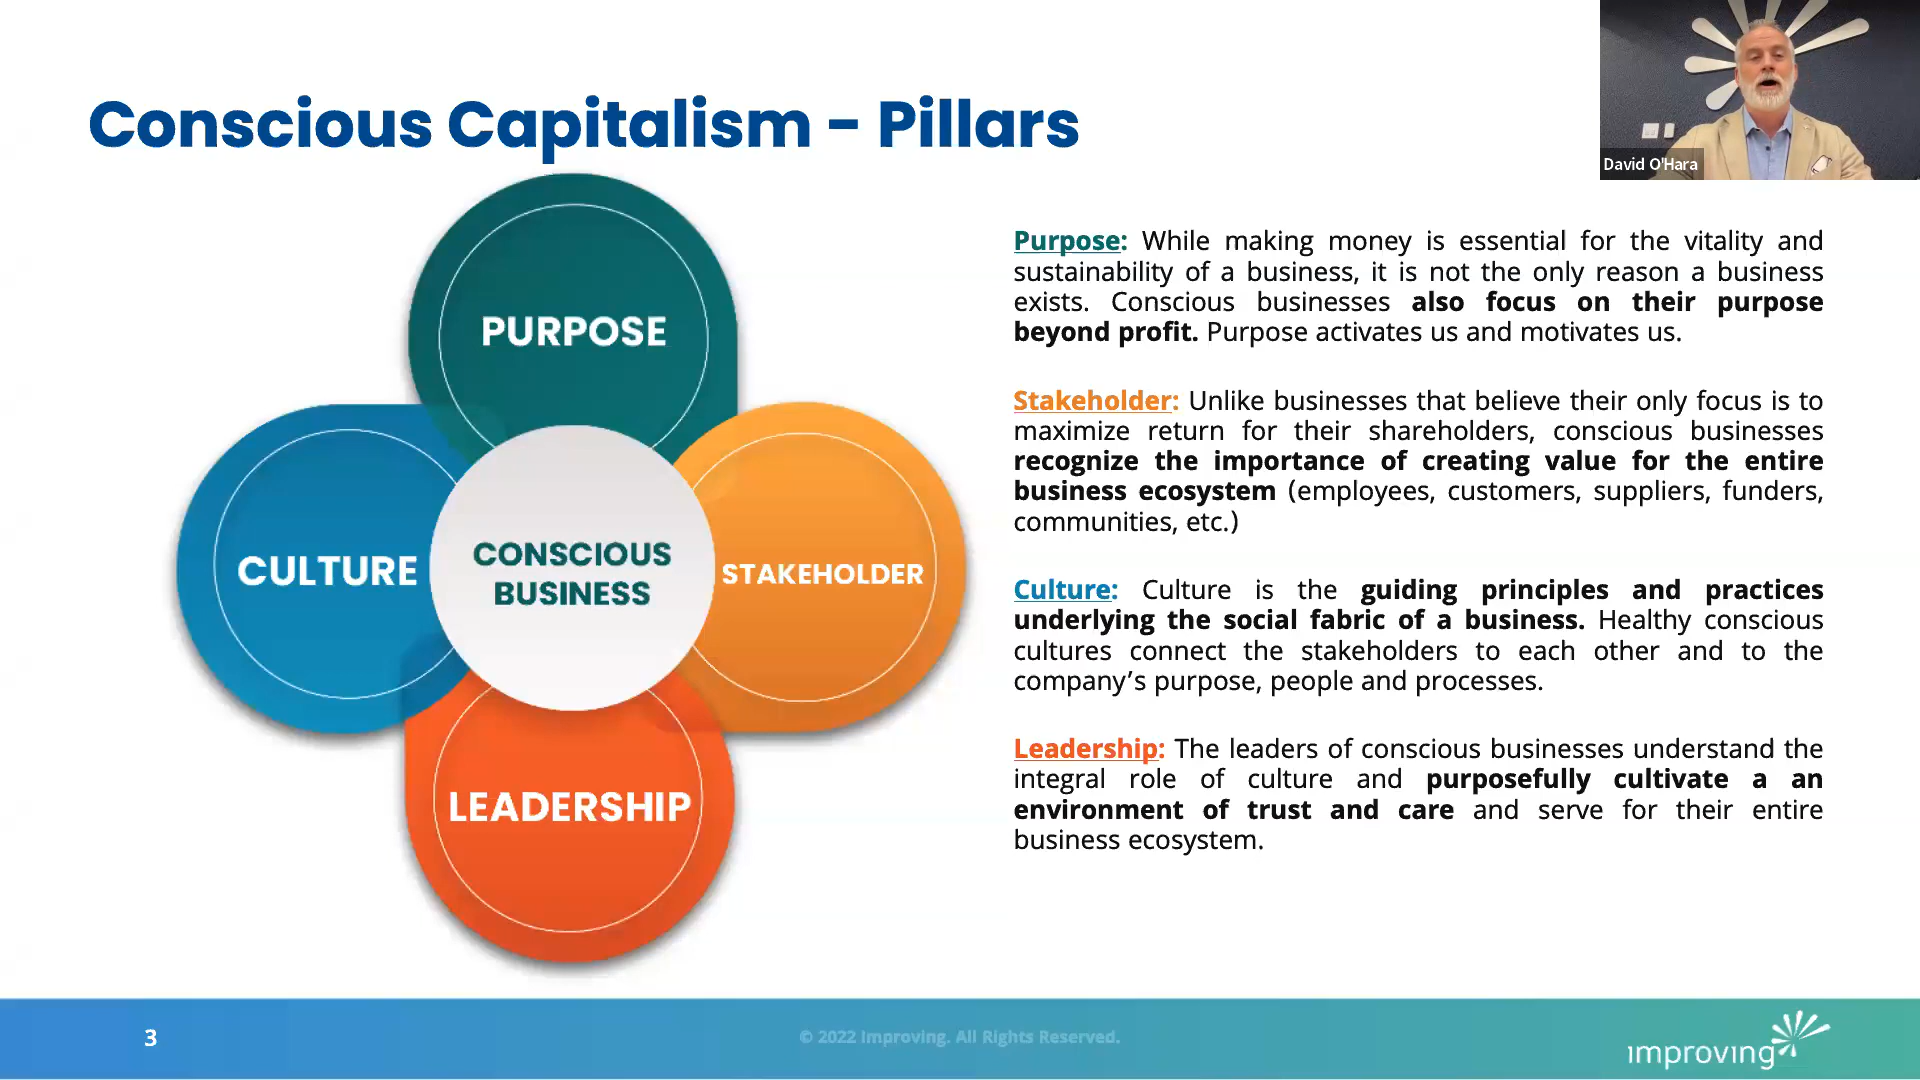 Conscious Capitalism - Pillars
David O'Hara
PURPOSE
CULTURE
CONSCIOUS
BUSINESS
STAKEHOLDER
LEADERSHIP
Purpose: While making money is essential for the vitality and
sustainability of a business, it is not the only reason a business
exists. Conscious businesses also focus on their purpose
beyond profit. Purpose activates us and motivates us.
Stakeholder: Unlike businesses that believe their only focus is to
maximize return for their shareholders, conscious businesses
recognize the importance of creating value for the entire
business ecosystem (employees, customers, suppliers, funders,
communities, etc.)
Culture: Culture is the guiding principles and practices
underlying the social fabric of a business. Healthy conscious
cultures connect the stakeholders to each other and to the
company's purpose, people and processes.
Leadership: The leaders of conscious businesses understand the
integral role of culture and purposefully cultivate a an
environment of trust and care and serve for their entire
business ecosystem.
3
© 2022 Improving. All Rights Reserved.
improving